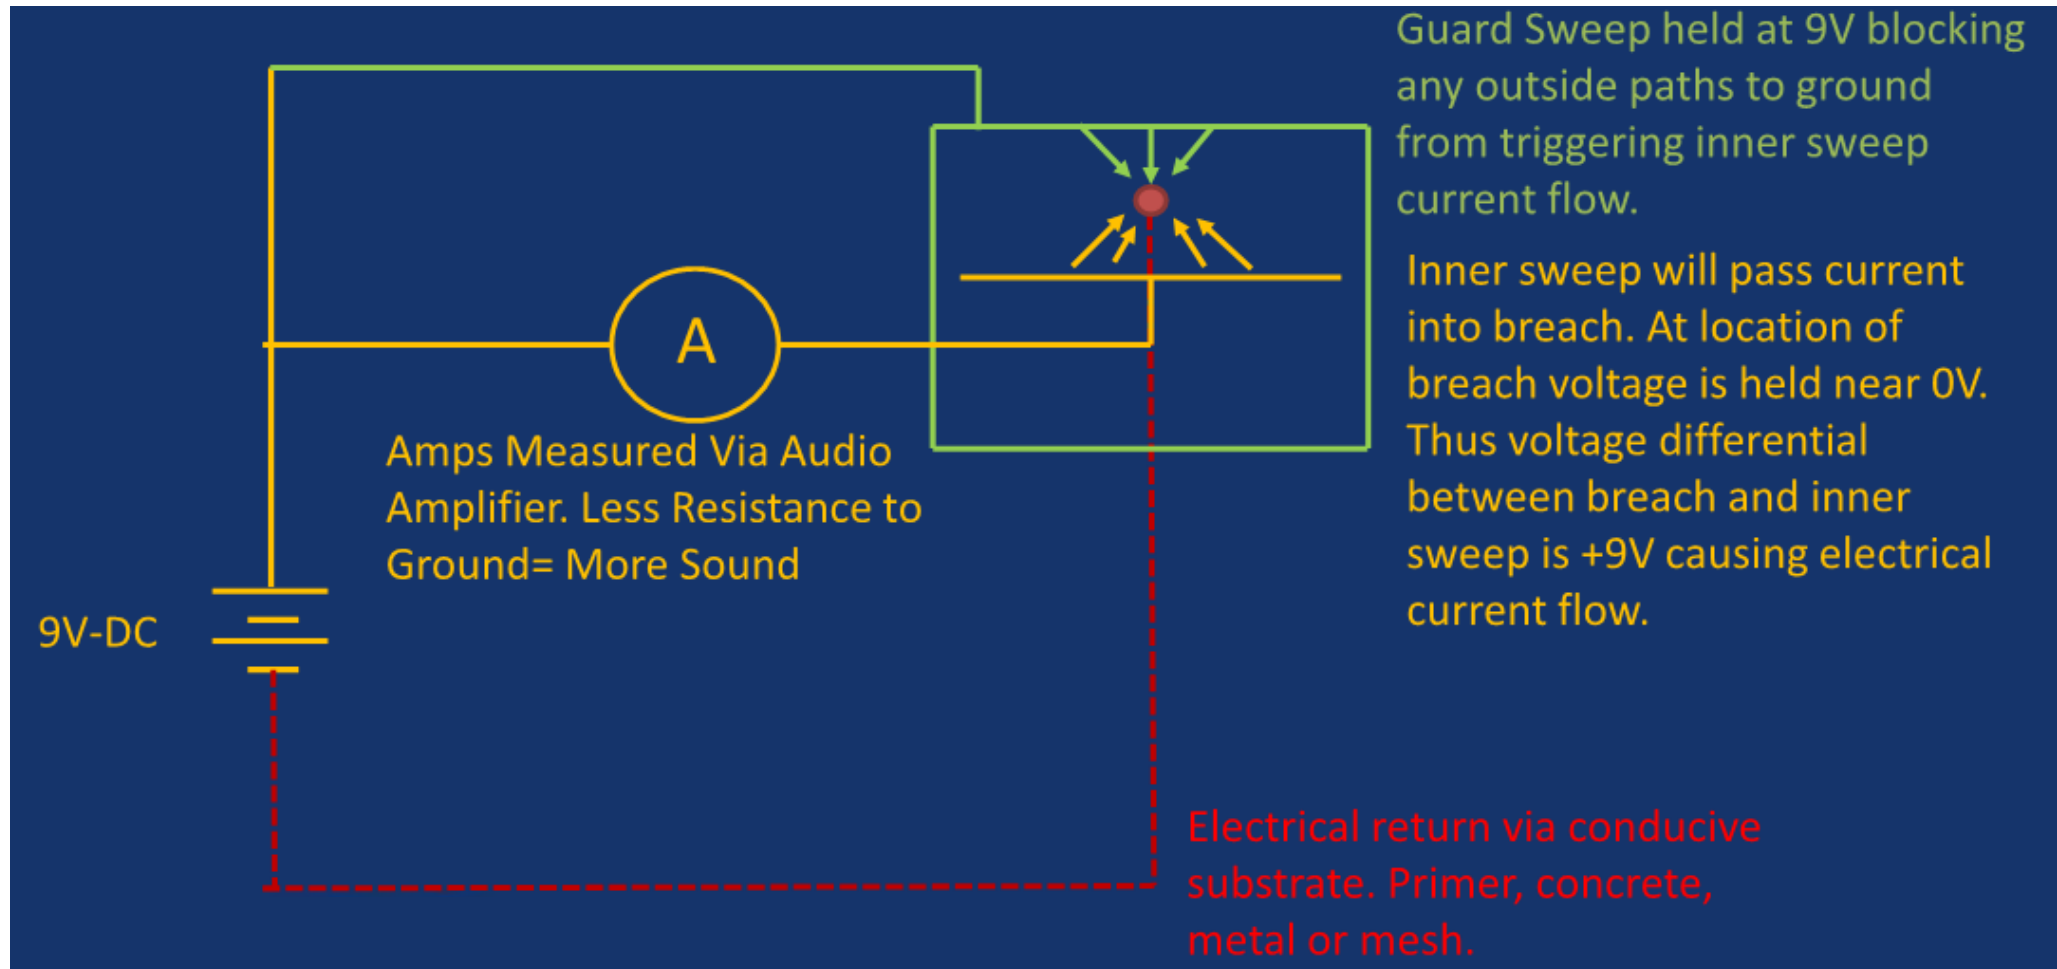 Guard Sweep held at 9V blocking
any outside paths to ground
from triggering inner sweep
current flow.
Inner sweep will pass current
into breach. At location of
breach voltage is held near 0V.
Thus voltage differential
between breach and inner
sweep is +9V causing electrical
current flow.
A
Amps Measured Via Audio
Amplifier. Less Resistance to
Ground= More Sound
9V-DC
Electrical return via conducive
substrate. Primer, concrete,
metal or mesh.